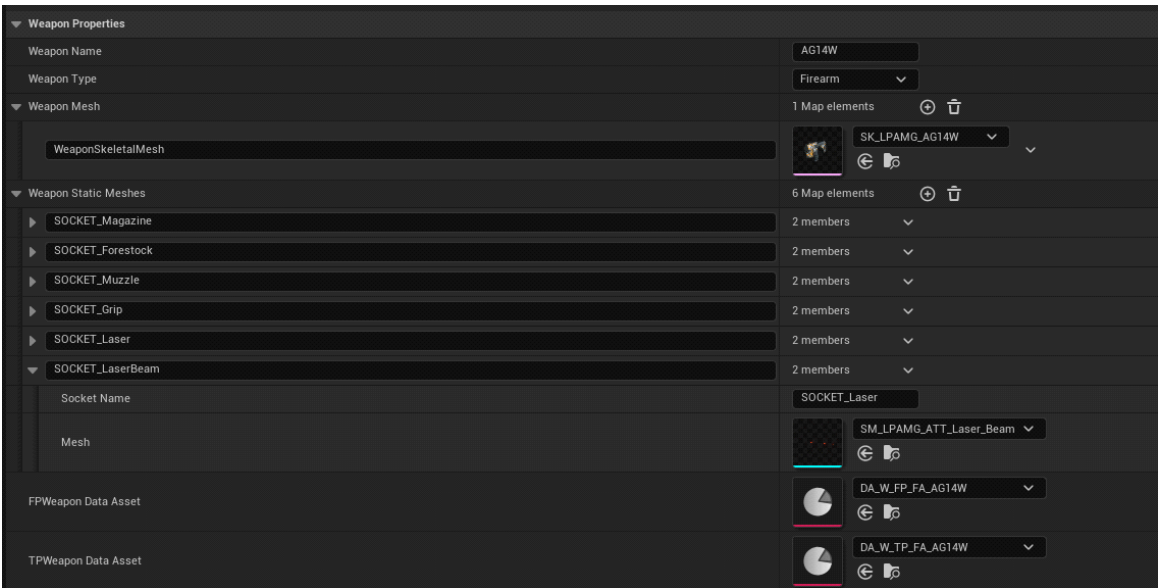 Weapon Properties
Weapon Name AG14W
Weapon Type Firearm
Weapon Mesh 1 Map elements
WeaponSkeletalMesh SK_LPAMG_AG14W
Weapon Static Meshes 6 Map elements
SOCKET_Magazine 2 members
SOCKET_Forestock 2 members
SOCKET_Muzzle 2 members
SOCKET_Grip 2 members
SOCKET_Laser 2 members
SOCKET_LaserBeam 2 members
Socket Name SOCKET_Laser
Mesh SM_LPAMG_ATT_Laser_Beam
FPWeapon Data Asset DA_W_FP_FA_AG14W
TPWeapon Data Asset DA_W_TP_FA_AG14W